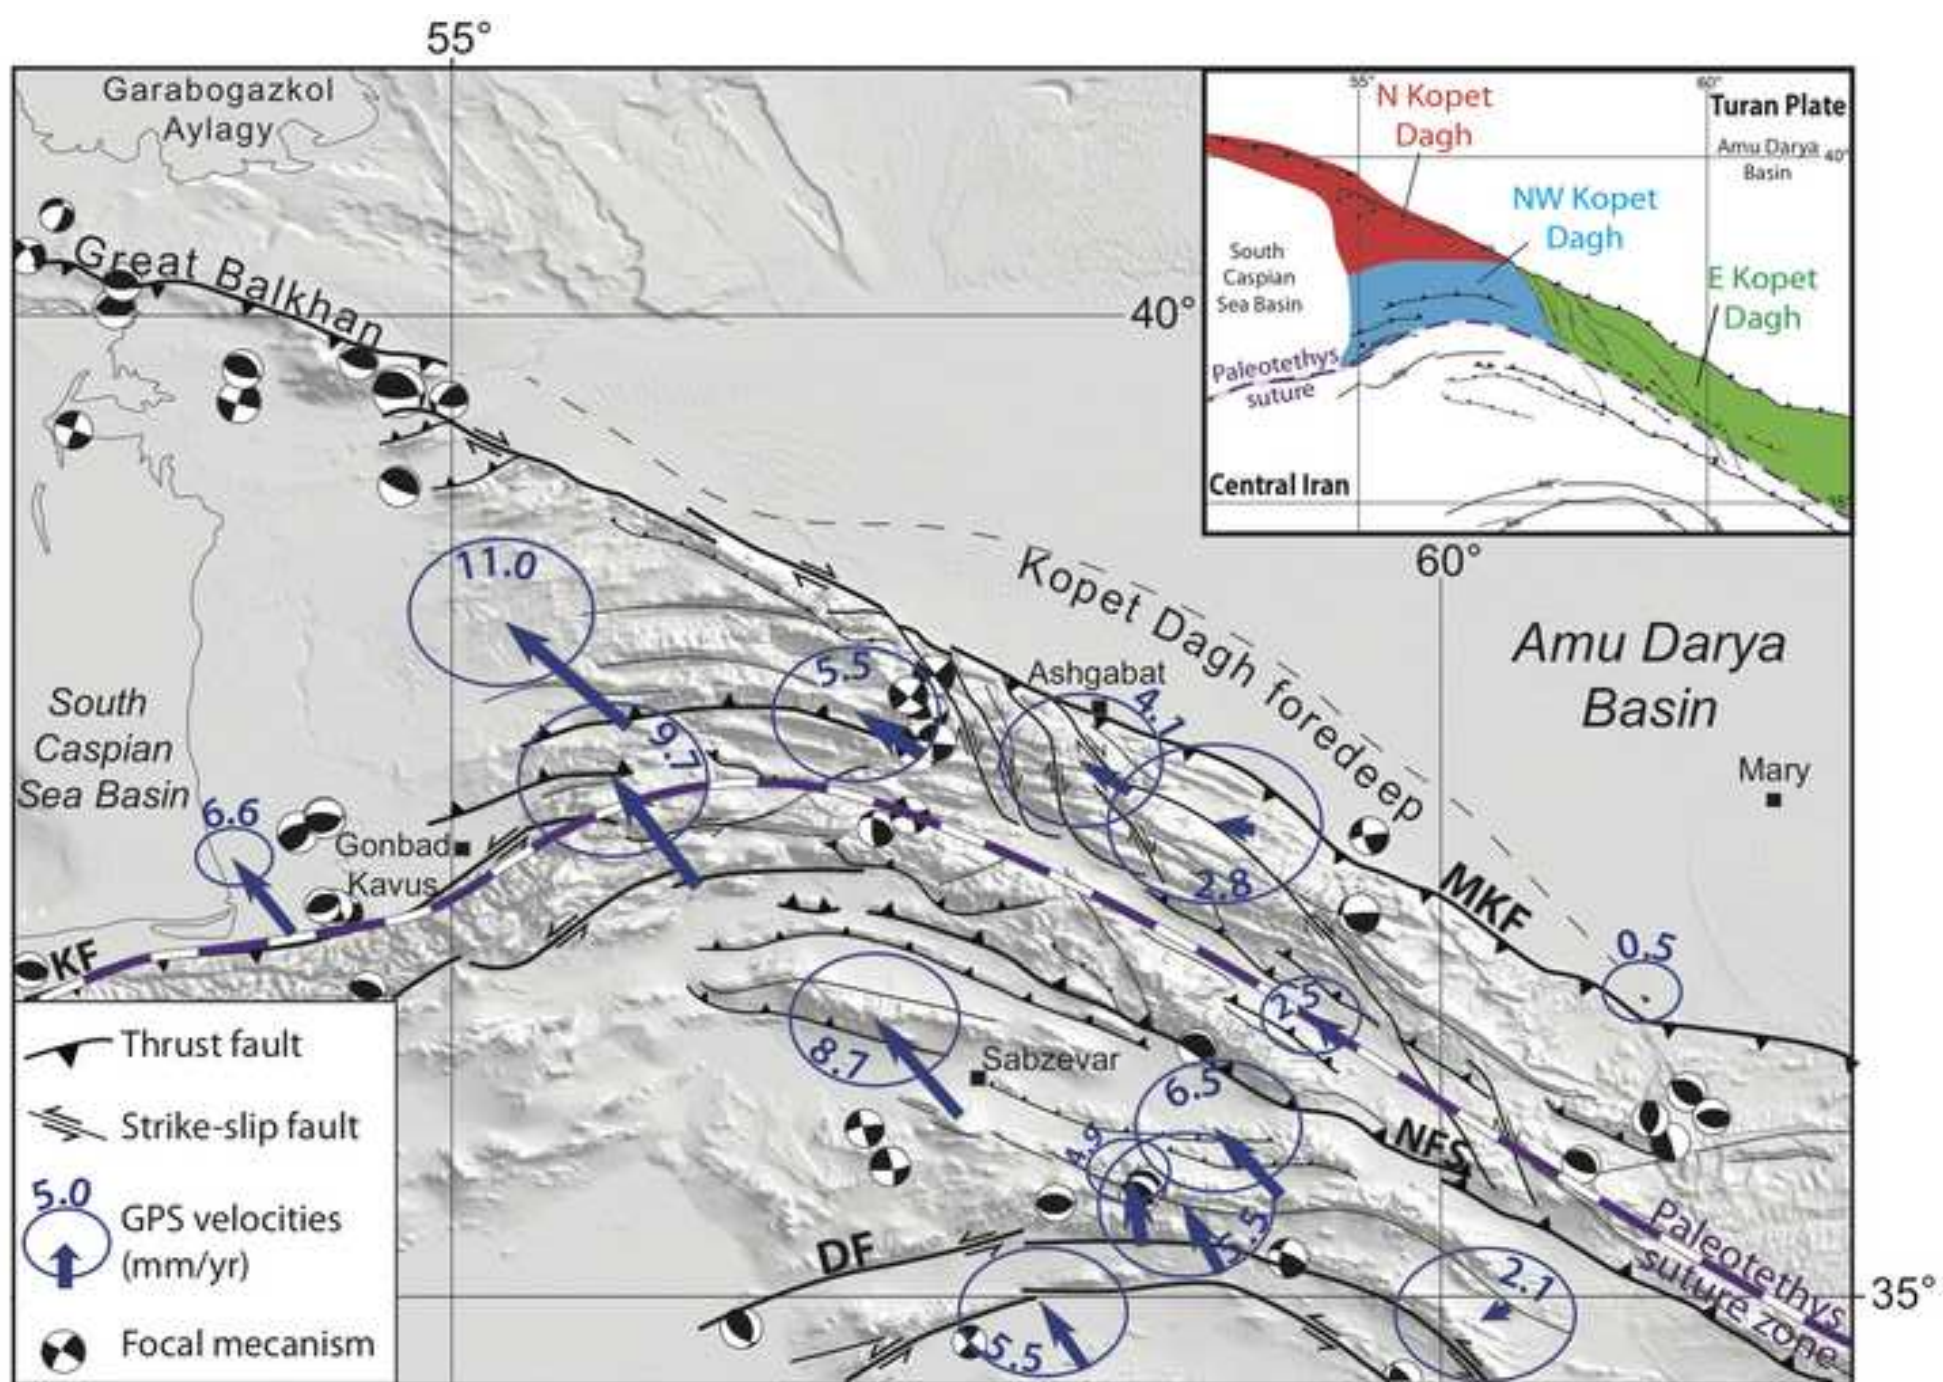 55°
Garabogazkol
Aylagy
Great Balkhan
40°
55°
60°
N Kopet
Dagh
Turan Plate
Amu Darya
Basin
40°
NW Kopet
Dagh
South
Caspian
Sea Basin
E Kopet
Dagh
Paleotethys
suture
Central Iran
35°
60°
11.0
Kopet Dagh foredeep
Amu Darya
Basin
5.5
Ashgabat
4.1
South
Caspian
Sea Basin
9.7
Mary
6.6
Gonbad
Kavus
2.8
MKF
0.5
KF
2.5
8.7
Sabzevar
6.5
4.9
NFS
5.5
DF
2.1
5.5
Paleotethys
suture zone
35°
Thrust fault
Strike-slip fault
5.0
GPS velocities
(mm/yr)
Focal mecanism